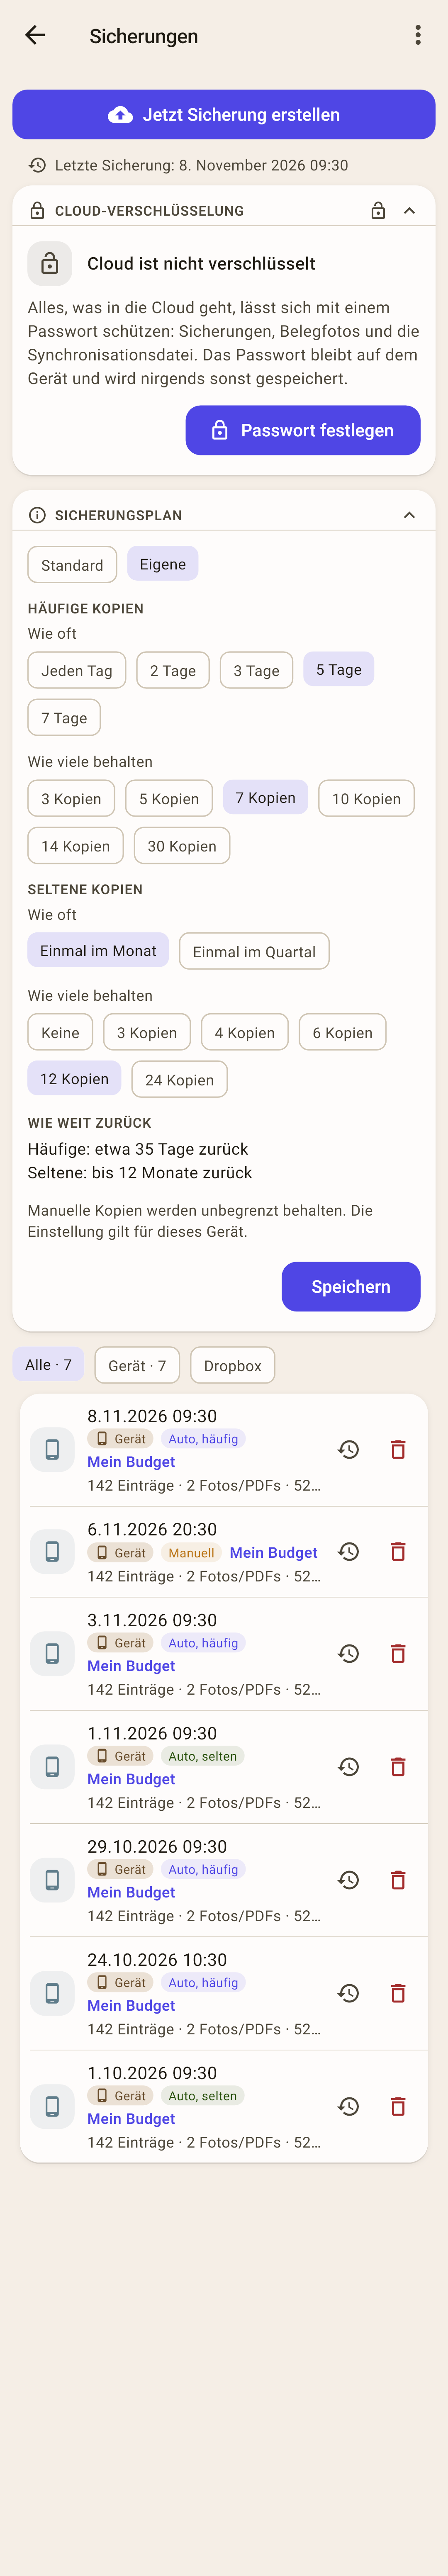 Sicherungen
Jetzt Sicherung erstellen
Letzte Sicherung: 8. November 2026 09:30
CLOUD-VERSCHLÜSSELUNG
Cloud ist nicht verschlüsselt
Alles, was in die Cloud geht, lässt sich mit einem
Passwort schützen: Sicherungen, Belegfotos und die
Synchronisationsdatei. Das Passwort bleibt auf dem
Gerät und wird nirgends sonst gespeichert.
Passwort festlegen
SICHERUNGSPLAN
Standard Eigene
HÄUFIGE KOPIEN
Wie oft
Jeden Tag 2 Tage 3 Tage 5 Tage
7 Tage
Wie viele behalten
3 Kopien 5 Kopien 7 Kopien 10 Kopien
14 Kopien 30 Kopien
SELTENE KOPIEN
Wie oft
Einmal im Monat Einmal im Quartal
Wie viele behalten
Keine 3 Kopien 4 Kopien 6 Kopien
12 Kopien 24 Kopien
WIE WEIT ZURÜCK
Häufige: etwa 35 Tage zurück
Seltene: bis 12 Monate zurück
Manuelle Kopien werden unbegrenzt behalten. Die
Einstellung gilt für dieses Gerät.
Speichern
Alle · 7 Gerät · 7 Dropbox
8.11.2026 09:30
Gerät Auto, häufig
Mein Budget
142 Einträge · 2 Fotos/PDFs · 52…
6.11.2026 20:30
Gerät Manuell Mein Budget
142 Einträge · 2 Fotos/PDFs · 52…
3.11.2026 09:30
Gerät Auto, häufig
Mein Budget
142 Einträge · 2 Fotos/PDFs · 52…
1.11.2026 09:30
Gerät Auto, selten
Mein Budget
142 Einträge · 2 Fotos/PDFs · 52…
29.10.2026 09:30
Gerät Auto, häufig
Mein Budget
142 Einträge · 2 Fotos/PDFs · 52…
24.10.2026 10:30
Gerät Auto, häufig
Mein Budget
142 Einträge · 2 Fotos/PDFs · 52…
1.10.2026 09:30
Gerät Auto, selten
Mein Budget
142 Einträge · 2 Fotos/PDFs · 52…